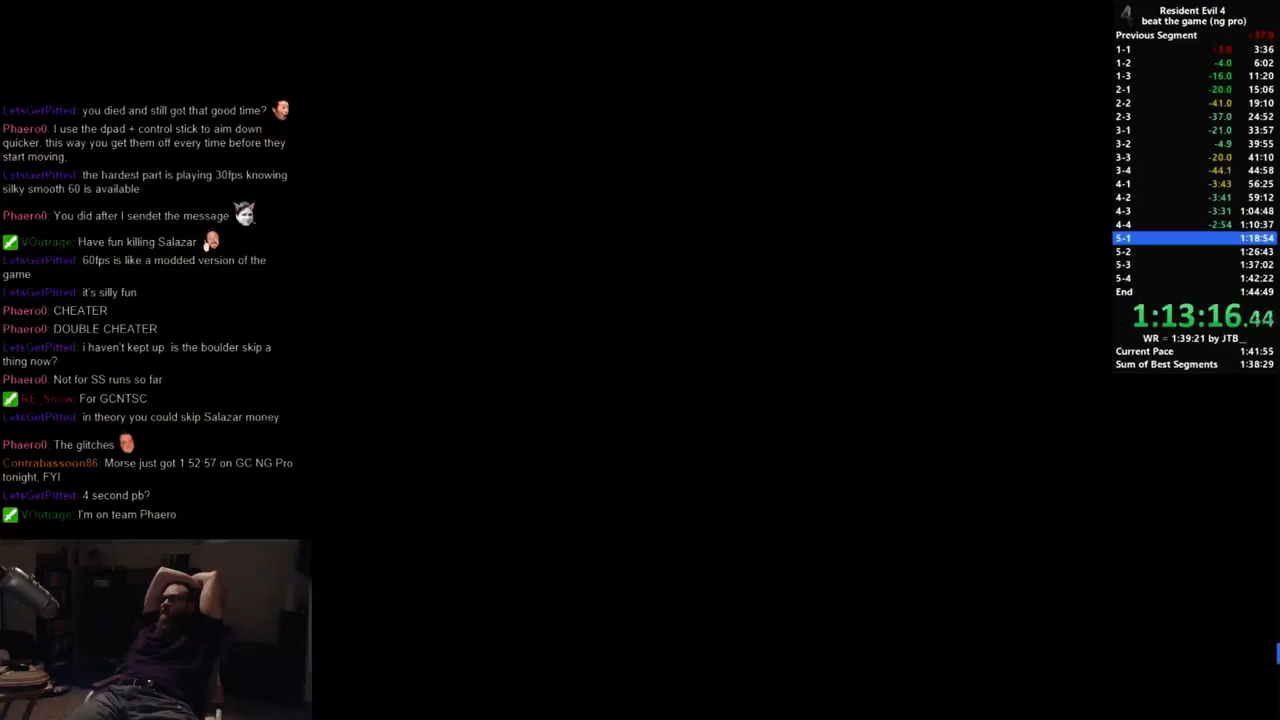 LetsGetPitted: you died and still got that good time?
Phaero0: I use the dpad + control stick to aim down
quicker. this way you get them off every time before they
start moving,
LetsGetPitted: the hardest part is playing 30fps knowing
silky smooth 60 is available
Phaero0: You did after I sendet the message
VOutrage: Have fun killing Salazar
LetsGetPitted: 60fps is like a modded version of the
game
LetsGetPitted: it's silly fun
Phaero0: CHEATER
Phaero0: DOUBLE CHEATER
LetsGetPitted: i haven't kept up. is the boulder skip a
thing now?
Phaero0: Not for SS runs so far.
RE_Snow: For GCNTSC
LetsGetPitted: in theory you could skip Salazar money
Phaero0: The glitches
Contrabassoon86: Morse just got 1 52 57 on GC NG Pro
tonight, FYI
LetsGetPitted: 4 second pb?
VOutrage: I'm on team Phaero
Resident Evil 4
beat the game (ng pro)
Previous Segment +37.0
1-1 +3.0 3:36
1-2 -4.0 6:02
1-3 -16.0 11:20
2-1 -20.0 15:06
2-2 -41.0 19:10
2-3 -37.0 24:52
3-1 -21.0 33:57
3-2 -4.9 39:55
3-3 -20.0 41:10
3-4 -44.1 44:58
4-1 -3:43 56:25
4-2 -3:41 59:12
4-3 -3:31 1:04:48
4-4 -2:54 1:10:37
5-1 1:18:54
5-2 1:26:43
5-3 1:37:02
5-4 1:42:22
End 1:44:49
1:13:16.44
WR = 1:39:21 by JTB_
Current Pace 1:41:55
Sum of Best Segments 1:38:29